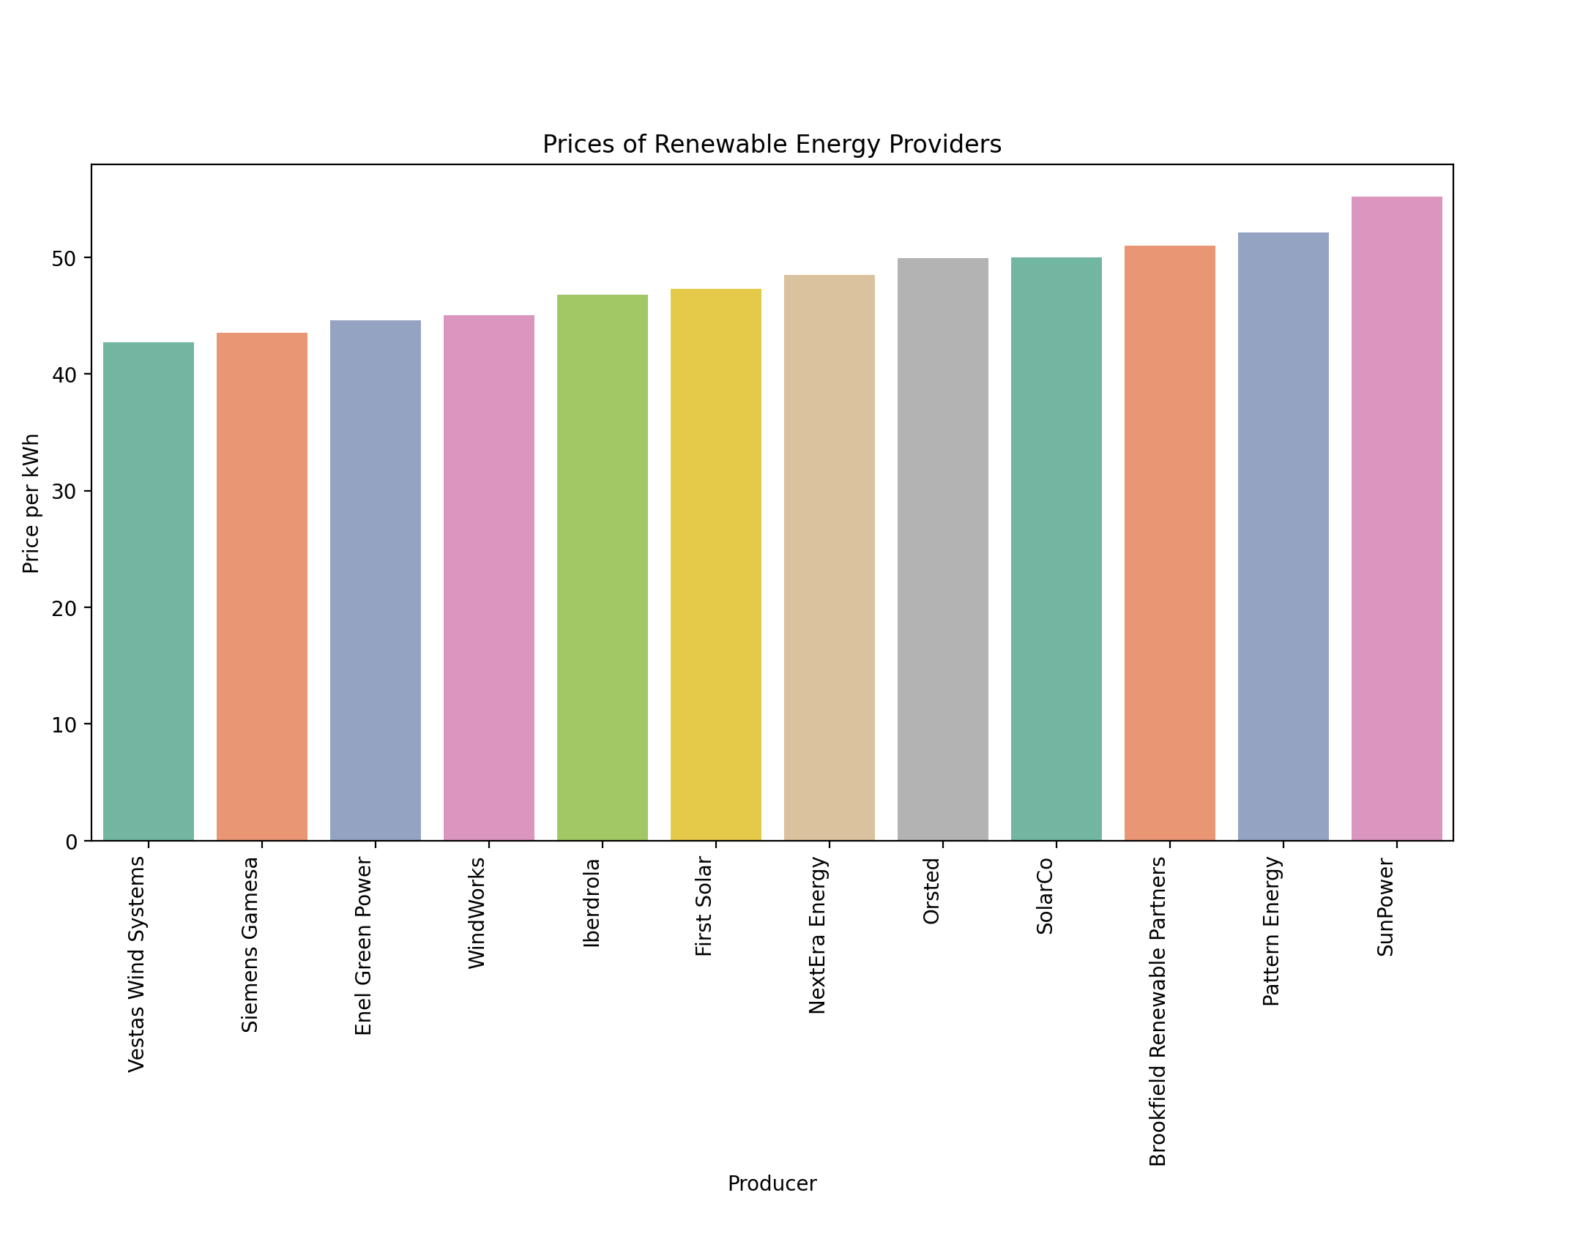 Prices of Renewable Energy Providers
Price per kWh
50
40
30
20
10
0
Vestas Wind Systems
Siemens Gamesa
Enel Green Power
WindWorks
Iberdrola
First Solar
NextEra Energy
Orsted
SolarCo
Brookfield Renewable Partners
Pattern Energy
SunPower
Producer